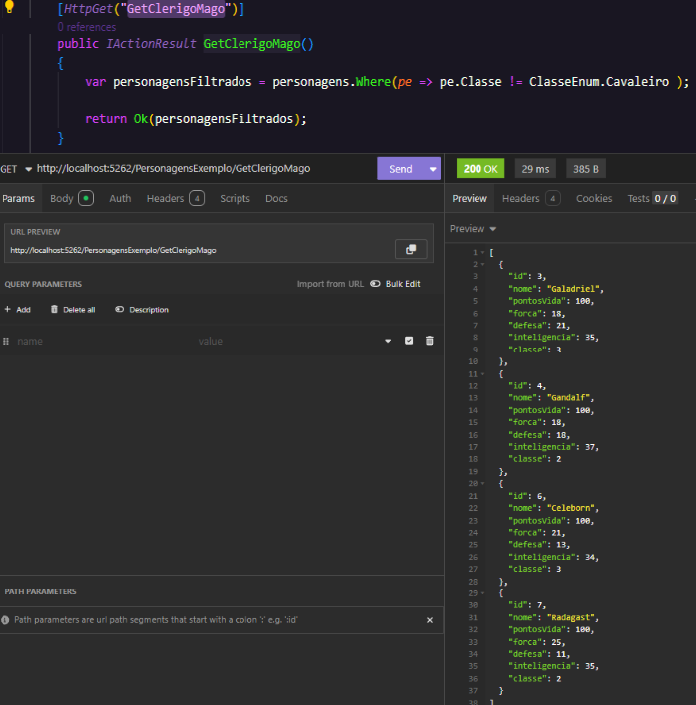 [HttpGet("GetClerigoMago")]
0 references
public IActionResult GetClerigoMago()
{
var personagensFiltrados = personagens.Where(pe => pe.Classe != ClasseEnum.Cavaleiro );
return Ok(personagensFiltrados);
}
GET http://localhost:5262/PersonagensExemplo/GetClerigoMago Send
200 OK 29 ms 385 B
Params Body Auth Headers 4 Scripts Docs
Preview Headers 4 Cookies Tests 0 / 0
URL PREVIEW
http://localhost:5262/PersonagensExemplo/GetClerigoMago
QUERY PARAMETERS Import from URL Bulk Edit
+ Add Delete all Description
name value
PATH PARAMETERS
Path parameters are url path segments that start with a colon ':' e.g. ':id'
Preview
1 [
2 {
3 "id": 3,
4 "nome": "Galadriel",
5 "pontosVida": 100,
6 "forca": 18,
7 "defesa": 21,
8 "inteligencia": 35,
9 "classe": 3
10 },
11 {
12 "id": 4,
13 "nome": "Gandalf",
14 "pontosVida": 100,
15 "forca": 18,
16 "defesa": 18,
17 "inteligencia": 37,
18 "classe": 2
19 },
20 {
21 "id": 6,
22 "nome": "Celeborn",
23 "pontosVida": 100,
24 "forca": 21,
25 "defesa": 13,
26 "inteligencia": 34,
27 "classe": 3
28 },
29 {
30 "id": 7,
31 "nome": "Radagast",
32 "pontosVida": 100,
33 "forca": 25,
34 "defesa": 11,
35 "inteligencia": 35,
36 "classe": 2
37 }
38 ]